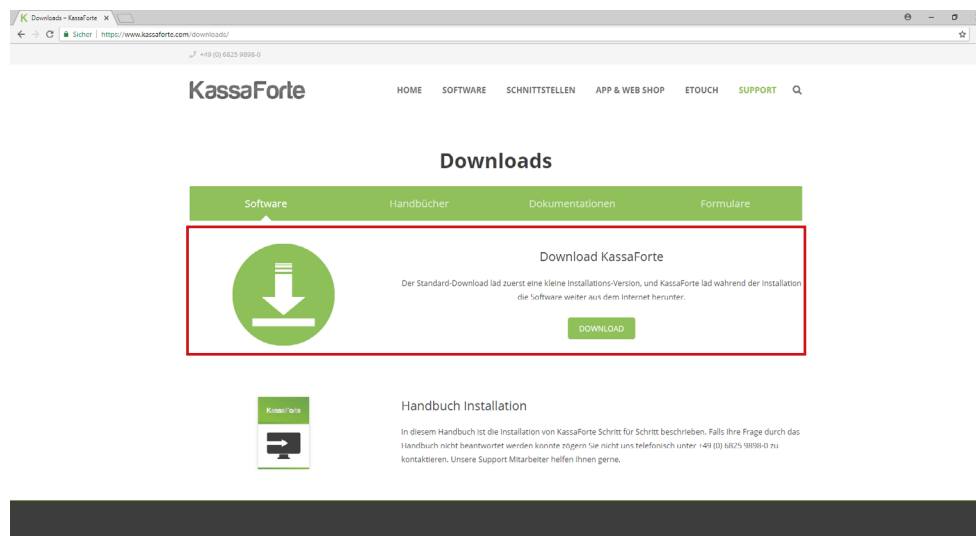 Downloads – KassaForte
Sicher | https://www.kassaforte.com/downloads/
+49 (0) 6825 9898-0
KassaForte
HOME SOFTWARE SCHNITTSTELLEN APP & WEB SHOP ETOUCH SUPPORT
Downloads
Software Handbücher Dokumentationen Formulare
Download KassaForte
Der Standard-Download läd zuerst eine kleine Installations-Version, und KassaForte läd während der Installation
die Software weiter aus dem Internet herunter.
DOWNLOAD
KassaForte
Handbuch Installation
In diesem Handbuch ist die Installation von KassaForte Schritt für Schritt beschrieben. Falls Ihre Frage durch das
Handbuch nicht beantwortet werden konnte zögern Sie nicht uns telefonisch unter +49 (0) 6825 9898-0 zu
kontaktieren. Unsere Support Mitarbeiter helfen Ihnen gerne.